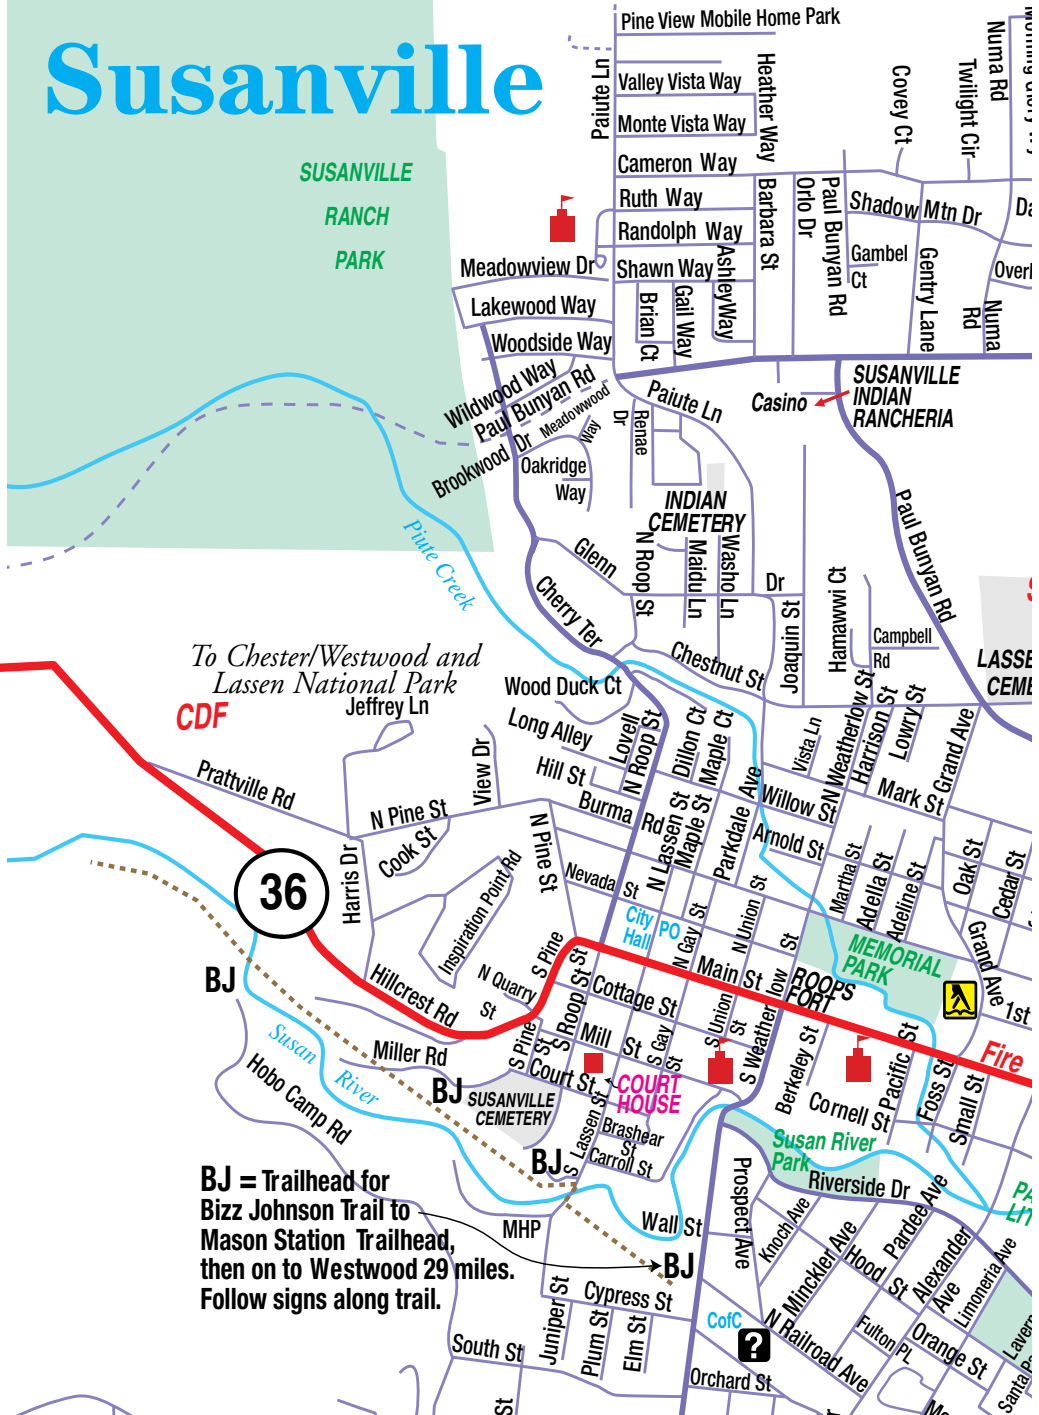 Susanville
SUSANVILLE
RANCH
PARK
Pine View Mobile Home Park
Paiute Ln
Valley Vista Way
Heather Way
Monte Vista Way
Cameron Way
Covey Ct
Twilight Cir
Numa Rd
Ruth Way
Randolph Way
Shawn Way
Barbara St
Orlo Dr
Paul Bunyan Rd
Shadow Mtn Dr
Gambel
Ct
Gentry Lane
Numa
Rd
Meadowview Dr
Lakewood Way
Woodside Way
Brian Ct
Gail Way
Ashley Way
Wildwood Way
Paul Bunyan Rd
Meadowwood
Way
Brookwood Dr
Oakridge
Way
Renae
Dr
Paiute Ln
Casino
SUSANVILLE
INDIAN
RANCHERIA
INDIAN
CEMETERY
Paul Bunyan Rd
Piute Creek
Glenn
Dr
N Roop St
Maidu Ln
Washo Ln
Cherry Ter
Chestnut St
Joaquin St
Hamawwi Ct
Campbell
Rd
To Chester/Westwood and
Lassen National Park
CDF
Jeffrey Ln
Wood Duck Ct
Long Alley
Lovell
N Roop St
Dillon Ct
Maple Ct
Vista Ln
N Weatherlow St
Harrison St
Lowry St
Grand Ave
Prattville Rd
View Dr
Hill St
Burma Rd
N Pine St
Cook St
N Pine St
N Lassen St
Maple St
Parkdale Ave
Willow St
Mark St
Arnold St
36
Harris Dr
Inspiration Point Rd
Nevada St
City
Hall
PO
N Gay St
N Union St
Martha St
Adella St
Adeline St
Oak St
Cedar St
BJ
Hillcrest Rd
N Quarry
St
S Pine
St
S Roop St
Cottage St
Main St
S Weatherlow St
ROOPS
FORT
MEMORIAL
PARK
Grand Ave
1st
Susan
River
Miller Rd
Hobo Camp Rd
BJ
SUSANVILLE
CEMETERY
S Pine
St
Mill St
Court St
S Gay
St
S Union
St
COURT
HOUSE
Berkeley St
Cornell St
Pacific St
Foss St
Small St
Fire
BJ
S Lassen St
Brashear
St
Carroll St
Susan River
Park
Riverside Dr
BJ = Trailhead for
Bizz Johnson Trail to
Mason Station Trailhead,
then on to Westwood 29 miles.
Follow signs along trail.
MHP
Wall St
BJ
Prospect Ave
Knoch Ave
Minckler Ave
Hood St
Pardee Ave
Alexander
Ave
Limoneria Ave
Juniper St
Cypress St
Plum St
Elm St
South St
CofC
?
N Railroad Ave
Fulton PL
Orange St
Orchard St
St